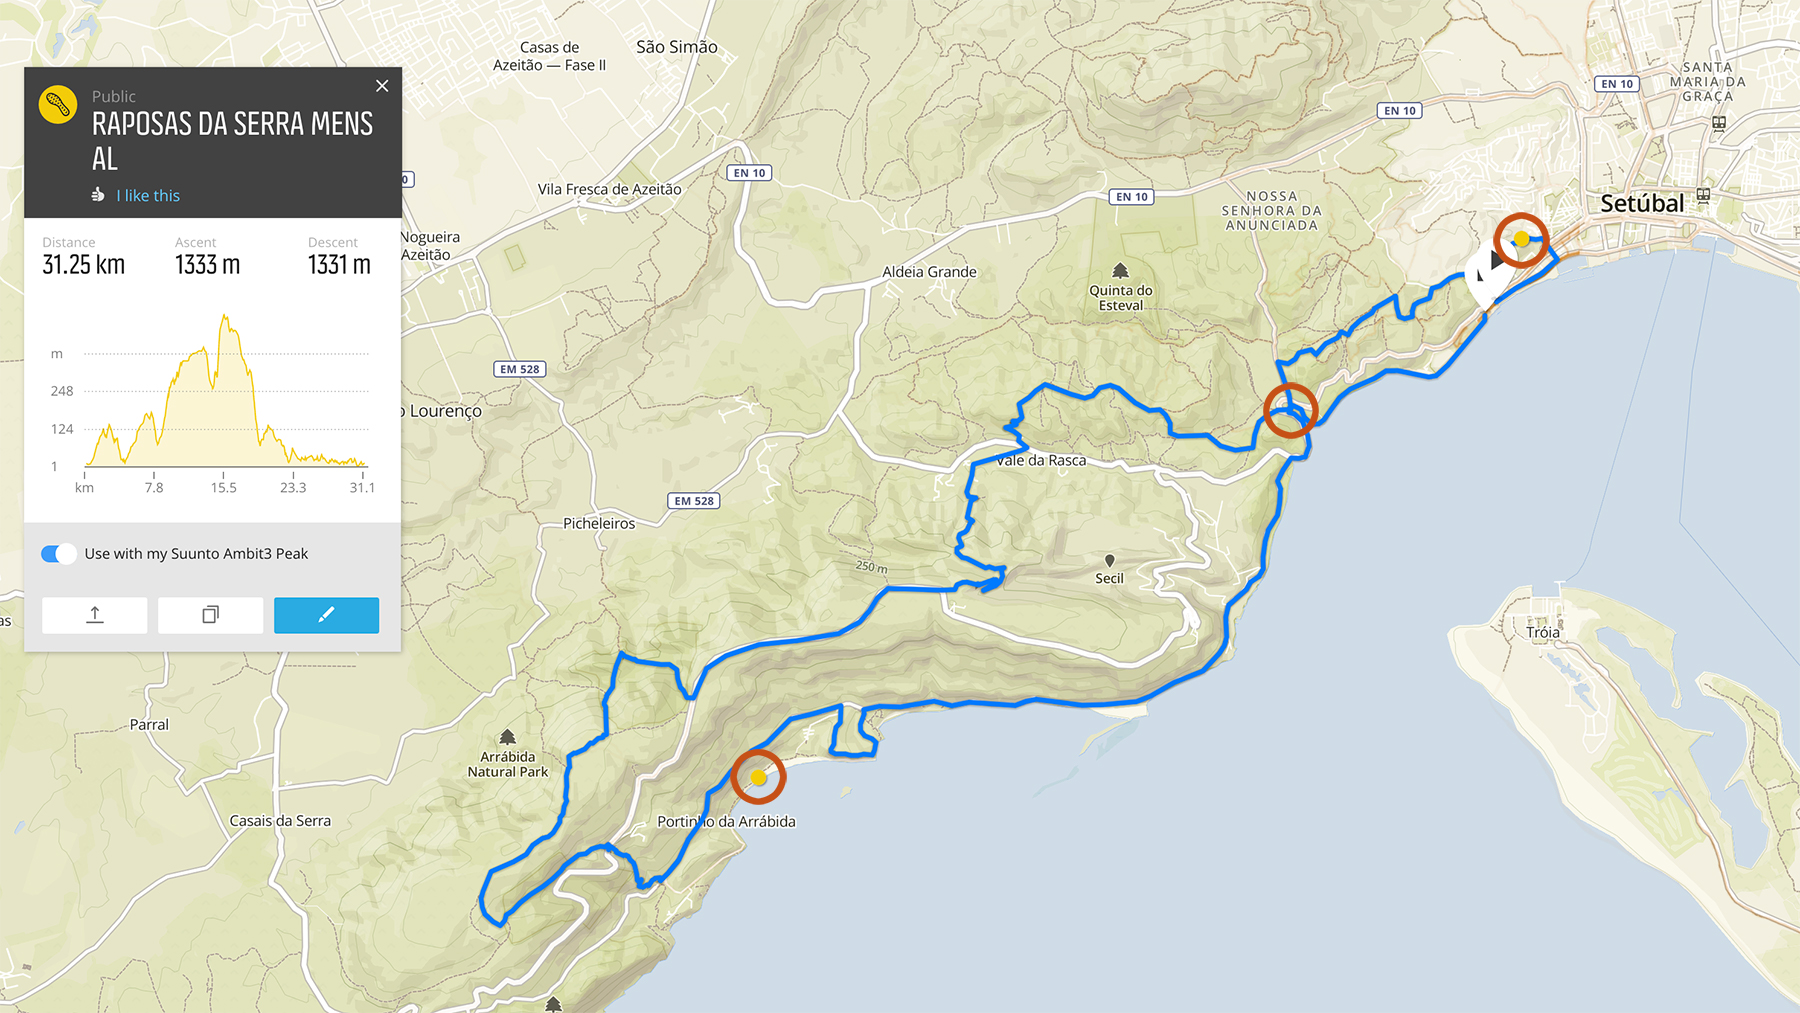 Public
RAPOSAS DA SERRA MENS
AL
I like this
Distance
Ascent
Descent
31.25 km
1333 m
1331 m
m
248
124
1
km
7.8
15.5
23.3
31.1
Use with my Suunto Ambit3 Peak
Casas de
Azeitão — Fase II
São Simão
EN 10
SANTA
MARIA DA
GRAÇA
EN 10
EN 10
0
Vila Fresca de Azeitão
EN 10
NOSSA
SENHORA DA
ANUNCIADA
Setúbal
Nogueira
Azeitão
Aldeia Grande
Quinta do
Esteval
EM 528
o Lourenço
Vale da Rasca
EM 528
Picheleiros
250 m
Secil
as
Tróia
Parral
Arrábida
Natural Park
Casais da Serra
Portinho da Arrábida